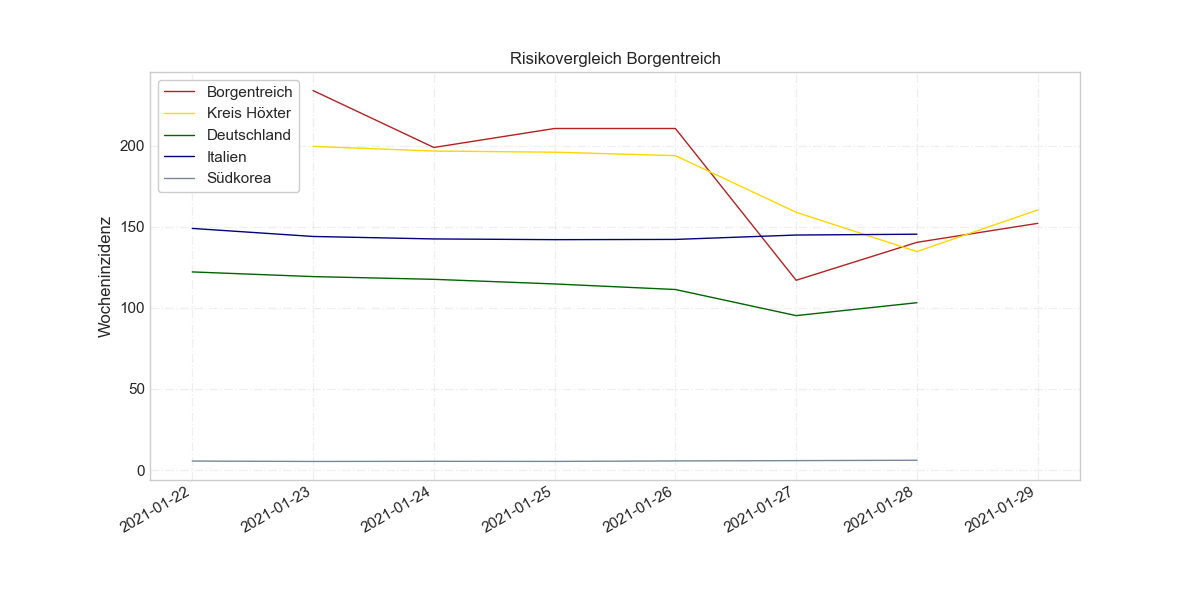 Risikovergleich Borgentreich
Borgentreich
Kreis Höxter
Deutschland
Italien
Südkorea
Wocheninzidenz
200
150
100
50
0
2021-01-22
2021-01-23
2021-01-24
2021-01-25
2021-01-26
2021-01-27
2021-01-28
2021-01-29